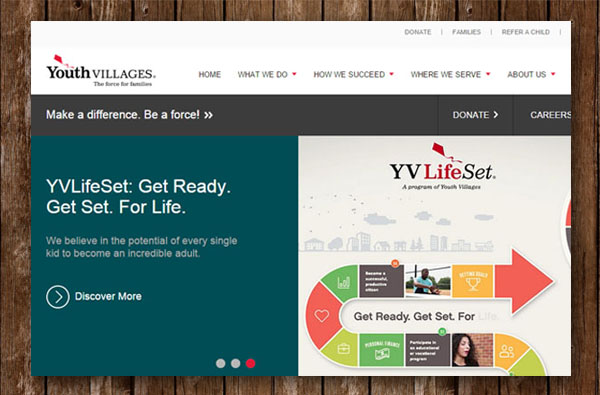 DONATE | FAMILIES | REFER A CHILD |
Youth VILLAGES®
The force for families
HOME WHAT WE DO HOW WE SUCCEED WHERE WE SERVE ABOUT US
Make a difference. Be a force! »
DONATE CAREERS
YVLifeSet: Get Ready.
Get Set. For Life.
We believe in the potential of every single
kid to become an incredible adult.
Discover More
YVLifeSet®
A program of Youth Villages
Become a
successful,
productive
citizen
SETTING GOALS
Get Ready. Get Set. For Life.
PERSONAL FINANCE
Participate in
an educational
or vocational
program